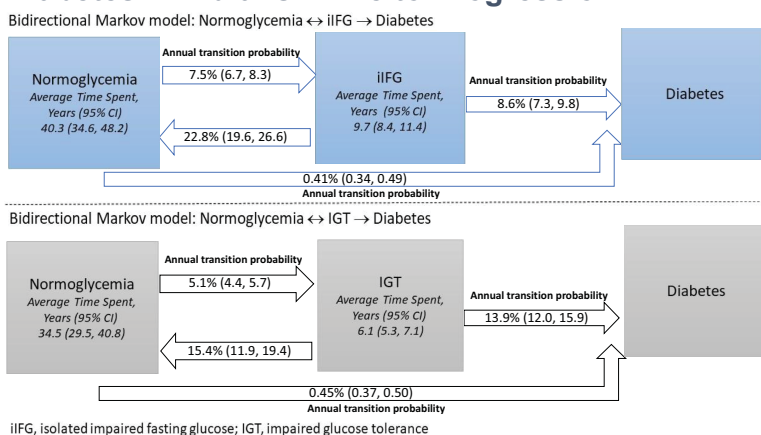 Bidirectional Markov model: Normoglycemia ↔ iIFG → Diabetes
Annual transition probability
7.5% (6.7, 8.3)
Normoglycemia
Average Time Spent,
Years (95% CI)
40.3 (34.6, 48.2)
22.8% (19.6, 26.6)
iIFG
Average Time Spent,
Years (95% CI)
9.7 (8.4, 11.4)
Annual transition probability
8.6% (7.3, 9.8)
Diabetes
0.41% (0.34, 0.49)
Annual transition probability
Bidirectional Markov model: Normoglycemia ↔ IGT → Diabetes
Annual transition probability
5.1% (4.4, 5.7)
Normoglycemia
Average Time Spent,
Years (95% CI)
34.5 (29.5, 40.8)
15.4% (11.9, 19.4)
IGT
Average Time Spent,
Years (95% CI)
6.1 (5.3, 7.1)
Annual transition probability
13.9% (12.0, 15.9)
Diabetes
0.45% (0.37, 0.50)
Annual transition probability
iIFG, isolated impaired fasting glucose; IGT, impaired glucose tolerance